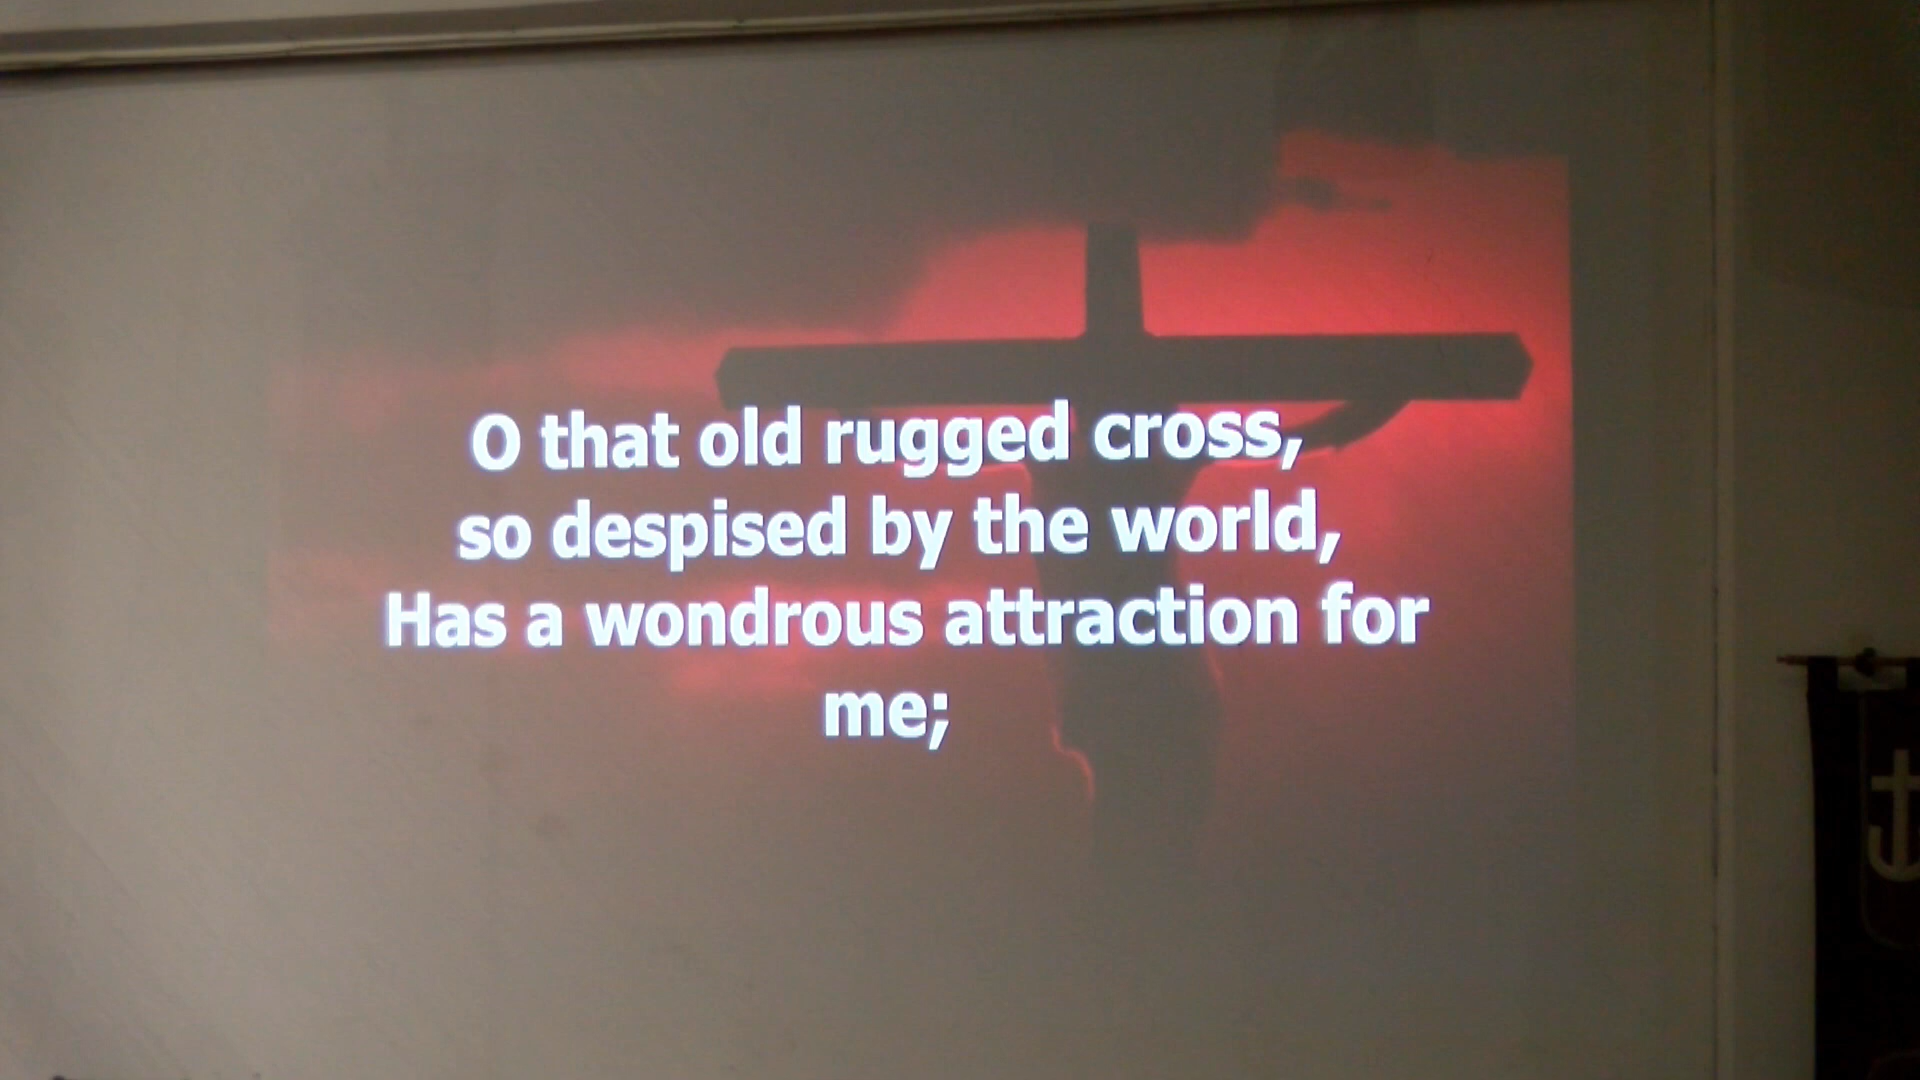 O that old rugged cross,
so despised by the world,
Has a wondrous attraction for
me;